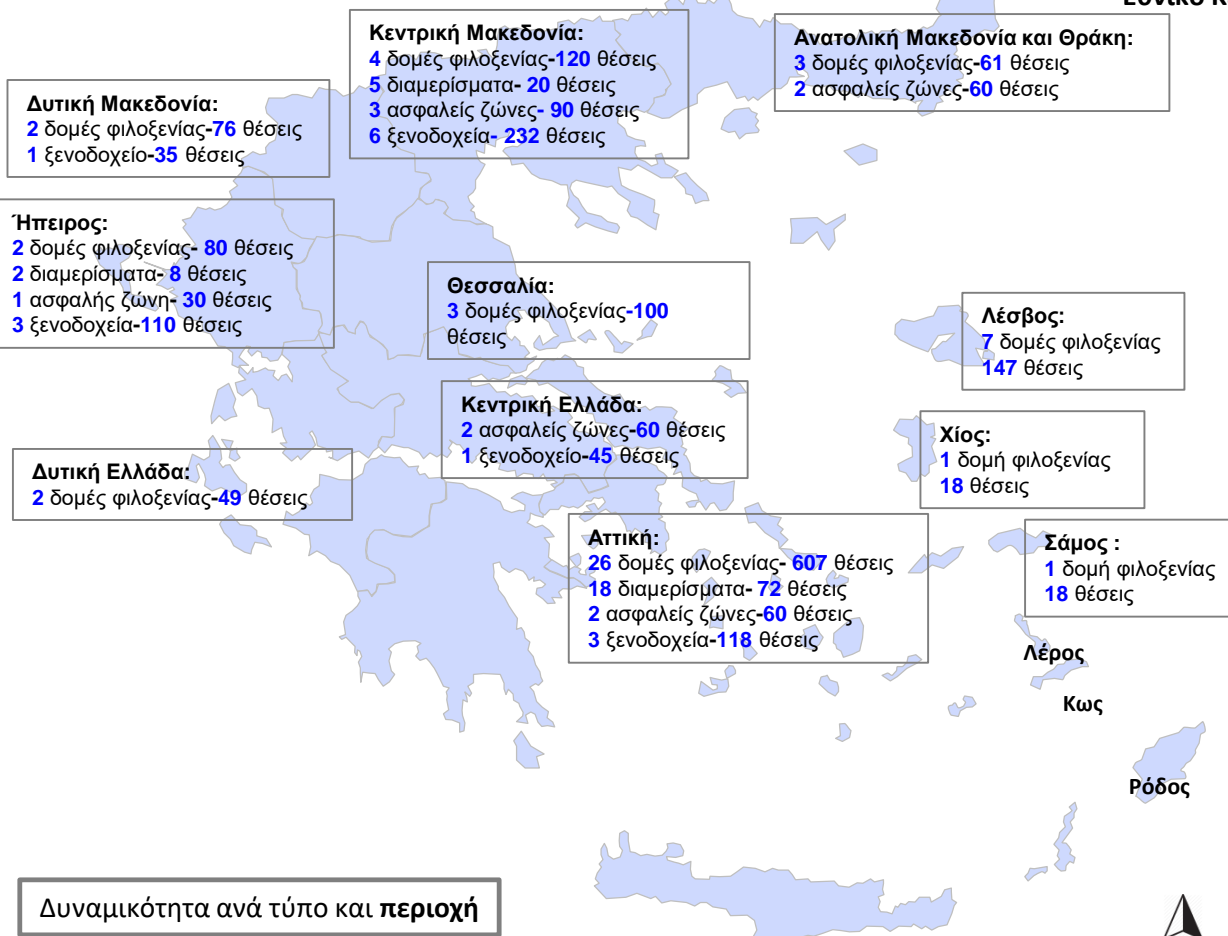 Κεντρική Μακεδονία:
4 δομές φιλοξενίας-120 θέσεις
5 διαμερίσματα- 20 θέσεις
3 ασφαλείς ζώνες- 90 θέσεις
6 ξενοδοχεία- 232 θέσεις
Ανατολική Μακεδονία και Θράκη:
3 δομές φιλοξενίας-61 θέσεις
2 ασφαλείς ζώνες-60 θέσεις
Δυτική Μακεδονία:
2 δομές φιλοξενίας-76 θέσεις
1 ξενοδοχείο-35 θέσεις
Ήπειρος:
2 δομές φιλοξενίας- 80 θέσεις
2 διαμερίσματα- 8 θέσεις
1 ασφαλής ζώνη- 30 θέσεις
3 ξενοδοχεία-110 θέσεις
Θεσσαλία:
3 δομές φιλοξενίας-100
θέσεις
Λέσβος:
7 δομές φιλοξενίας
147 θέσεις
Κεντρική Ελλάδα:
2 ασφαλείς ζώνες-60 θέσεις
1 ξενοδοχείο-45 θέσεις
Χίος:
1 δομή φιλοξενίας
18 θέσεις
Δυτική Ελλάδα:
2 δομές φιλοξενίας-49 θέσεις
Αττική:
26 δομές φιλοξενίας- 607 θέσεις
18 διαμερίσματα- 72 θέσεις
2 ασφαλείς ζώνες-60 θέσεις
3 ξενοδοχεία-118 θέσεις
Σάμος :
1 δομή φιλοξενίας
18 θέσεις
Λέρος
Κως
Ρόδος
Δυναμικότητα ανά τύπο και περιοχή